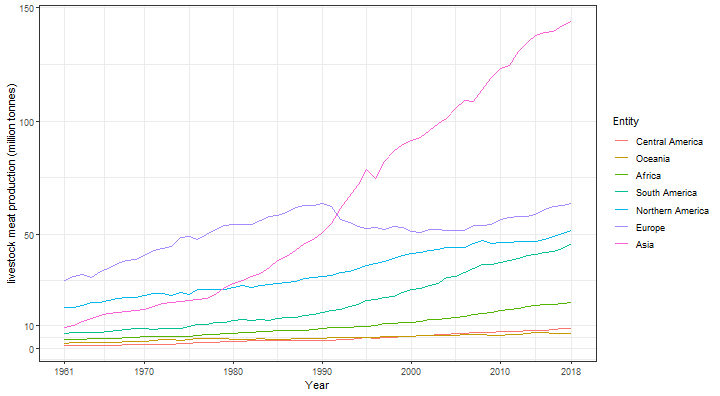 150
100
50
10
0
livestock meat production (million tonnes)
1961
1970
1980
1990
2000
2010
2018
Year
Entity
Central America
Oceania
Africa
South America
Northern America
Europe
Asia